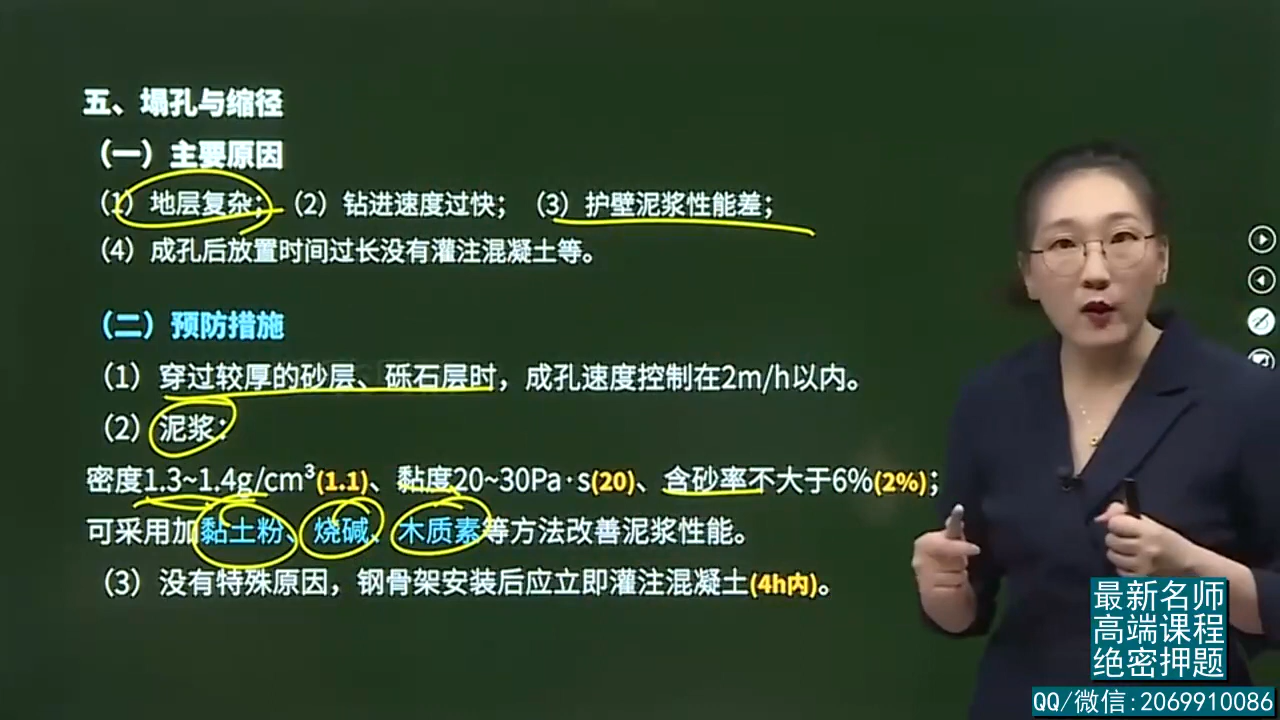 五、塌孔与缩径
（一）主要原因
（1）地层复杂；（2）钻进速度过快；（3）护壁泥浆性能差；
（4）成孔后放置时间过长没有灌注混凝土等。
（二）预防措施
（1）穿过较厚的砂层、砾石层时，成孔速度控制在2m/h以内。
（2）泥浆：
密度1.3~1.4g/cm³(1.1)、黏度20~30Pa·s(20)、含砂率不大于6%(2%)；
可采用加黏土粉、烧碱、木质素等方法改善泥浆性能。
（3）没有特殊原因，钢骨架安装后应立即灌注混凝土(4h内)。
最新名师
高端课程
绝密押题
QQ/微信:2069910086